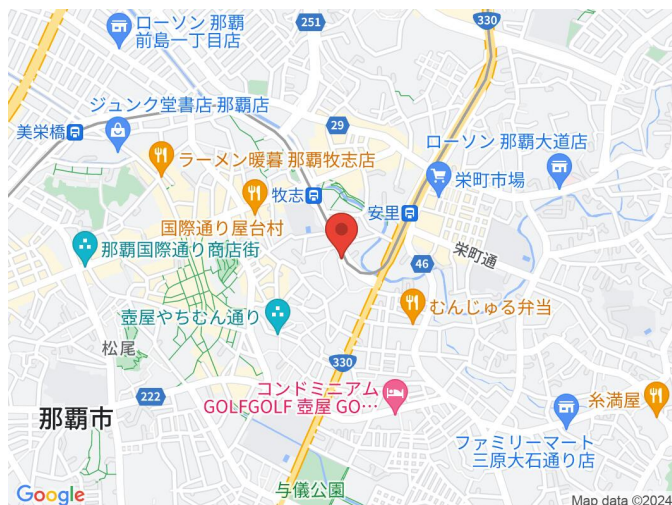 ローソン 那覇
前島一丁目店
251
330
ジュンク堂書店 那覇店
29
美栄橋
ローソン 那覇大道店
ラーメン暖暮 那覇牧志店
栄町市場
牧志
安里
国際通り屋台村
那覇国際通り商店街
栄町通
46
むんじゅる弁当
壺屋やちむん通り
松尾
330
222
コンドミニアム
GOLFGOLF 壺屋 GO…
糸満屋
那覇市
ファミリーマート
三原大石通り店
与儀公園
Google
Map data ©2024